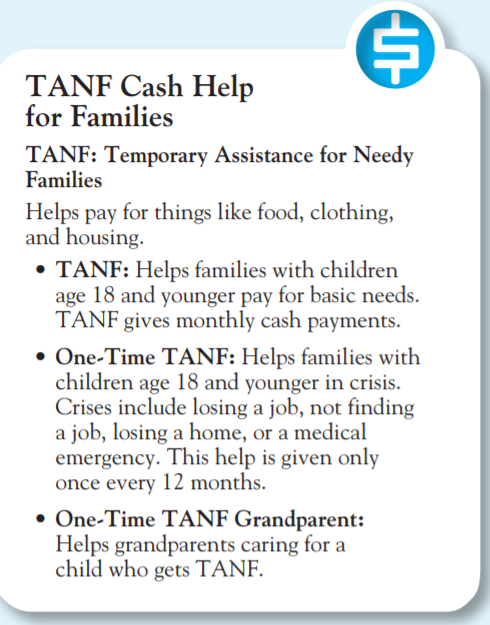 TANF Cash Help
for Families
TANF: Temporary Assistance for Needy
Families
Helps pay for things like food, clothing,
and housing.
• TANF: Helps families with children
age 18 and younger pay for basic needs.
TANF gives monthly cash payments.
• One-Time TANF: Helps families with
children age 18 and younger in crisis.
Crises include losing a job, not finding
a job, losing a home, or a medical
emergency. This help is given only
once every 12 months.
• One-Time TANF Grandparent:
Helps grandparents caring for a
child who gets TANF.